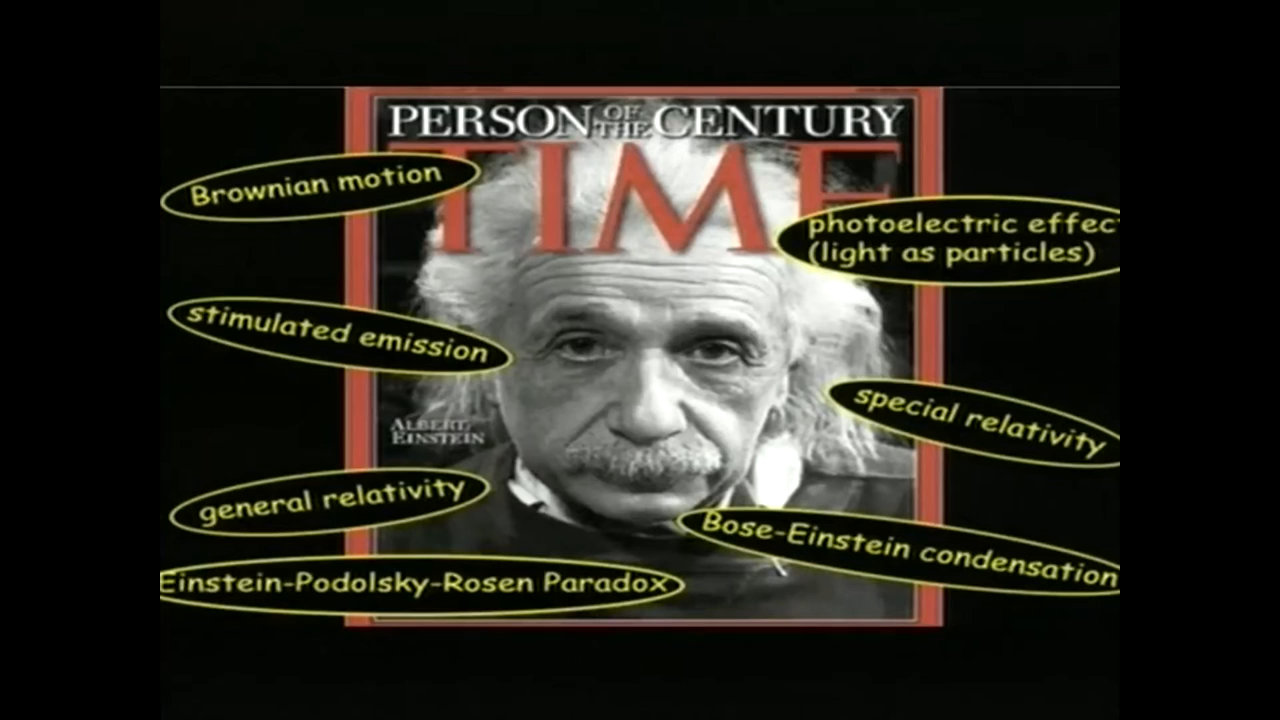 PERSON OF THE CENTURY
TIME
Brownian motion
photoelectric effec
(light as particles)
stimulated emission
special relativity
ALBERT
EINSTEIN
general relativity
Bose-Einstein condensation
Einstein-Podolsky-Rosen Paradox